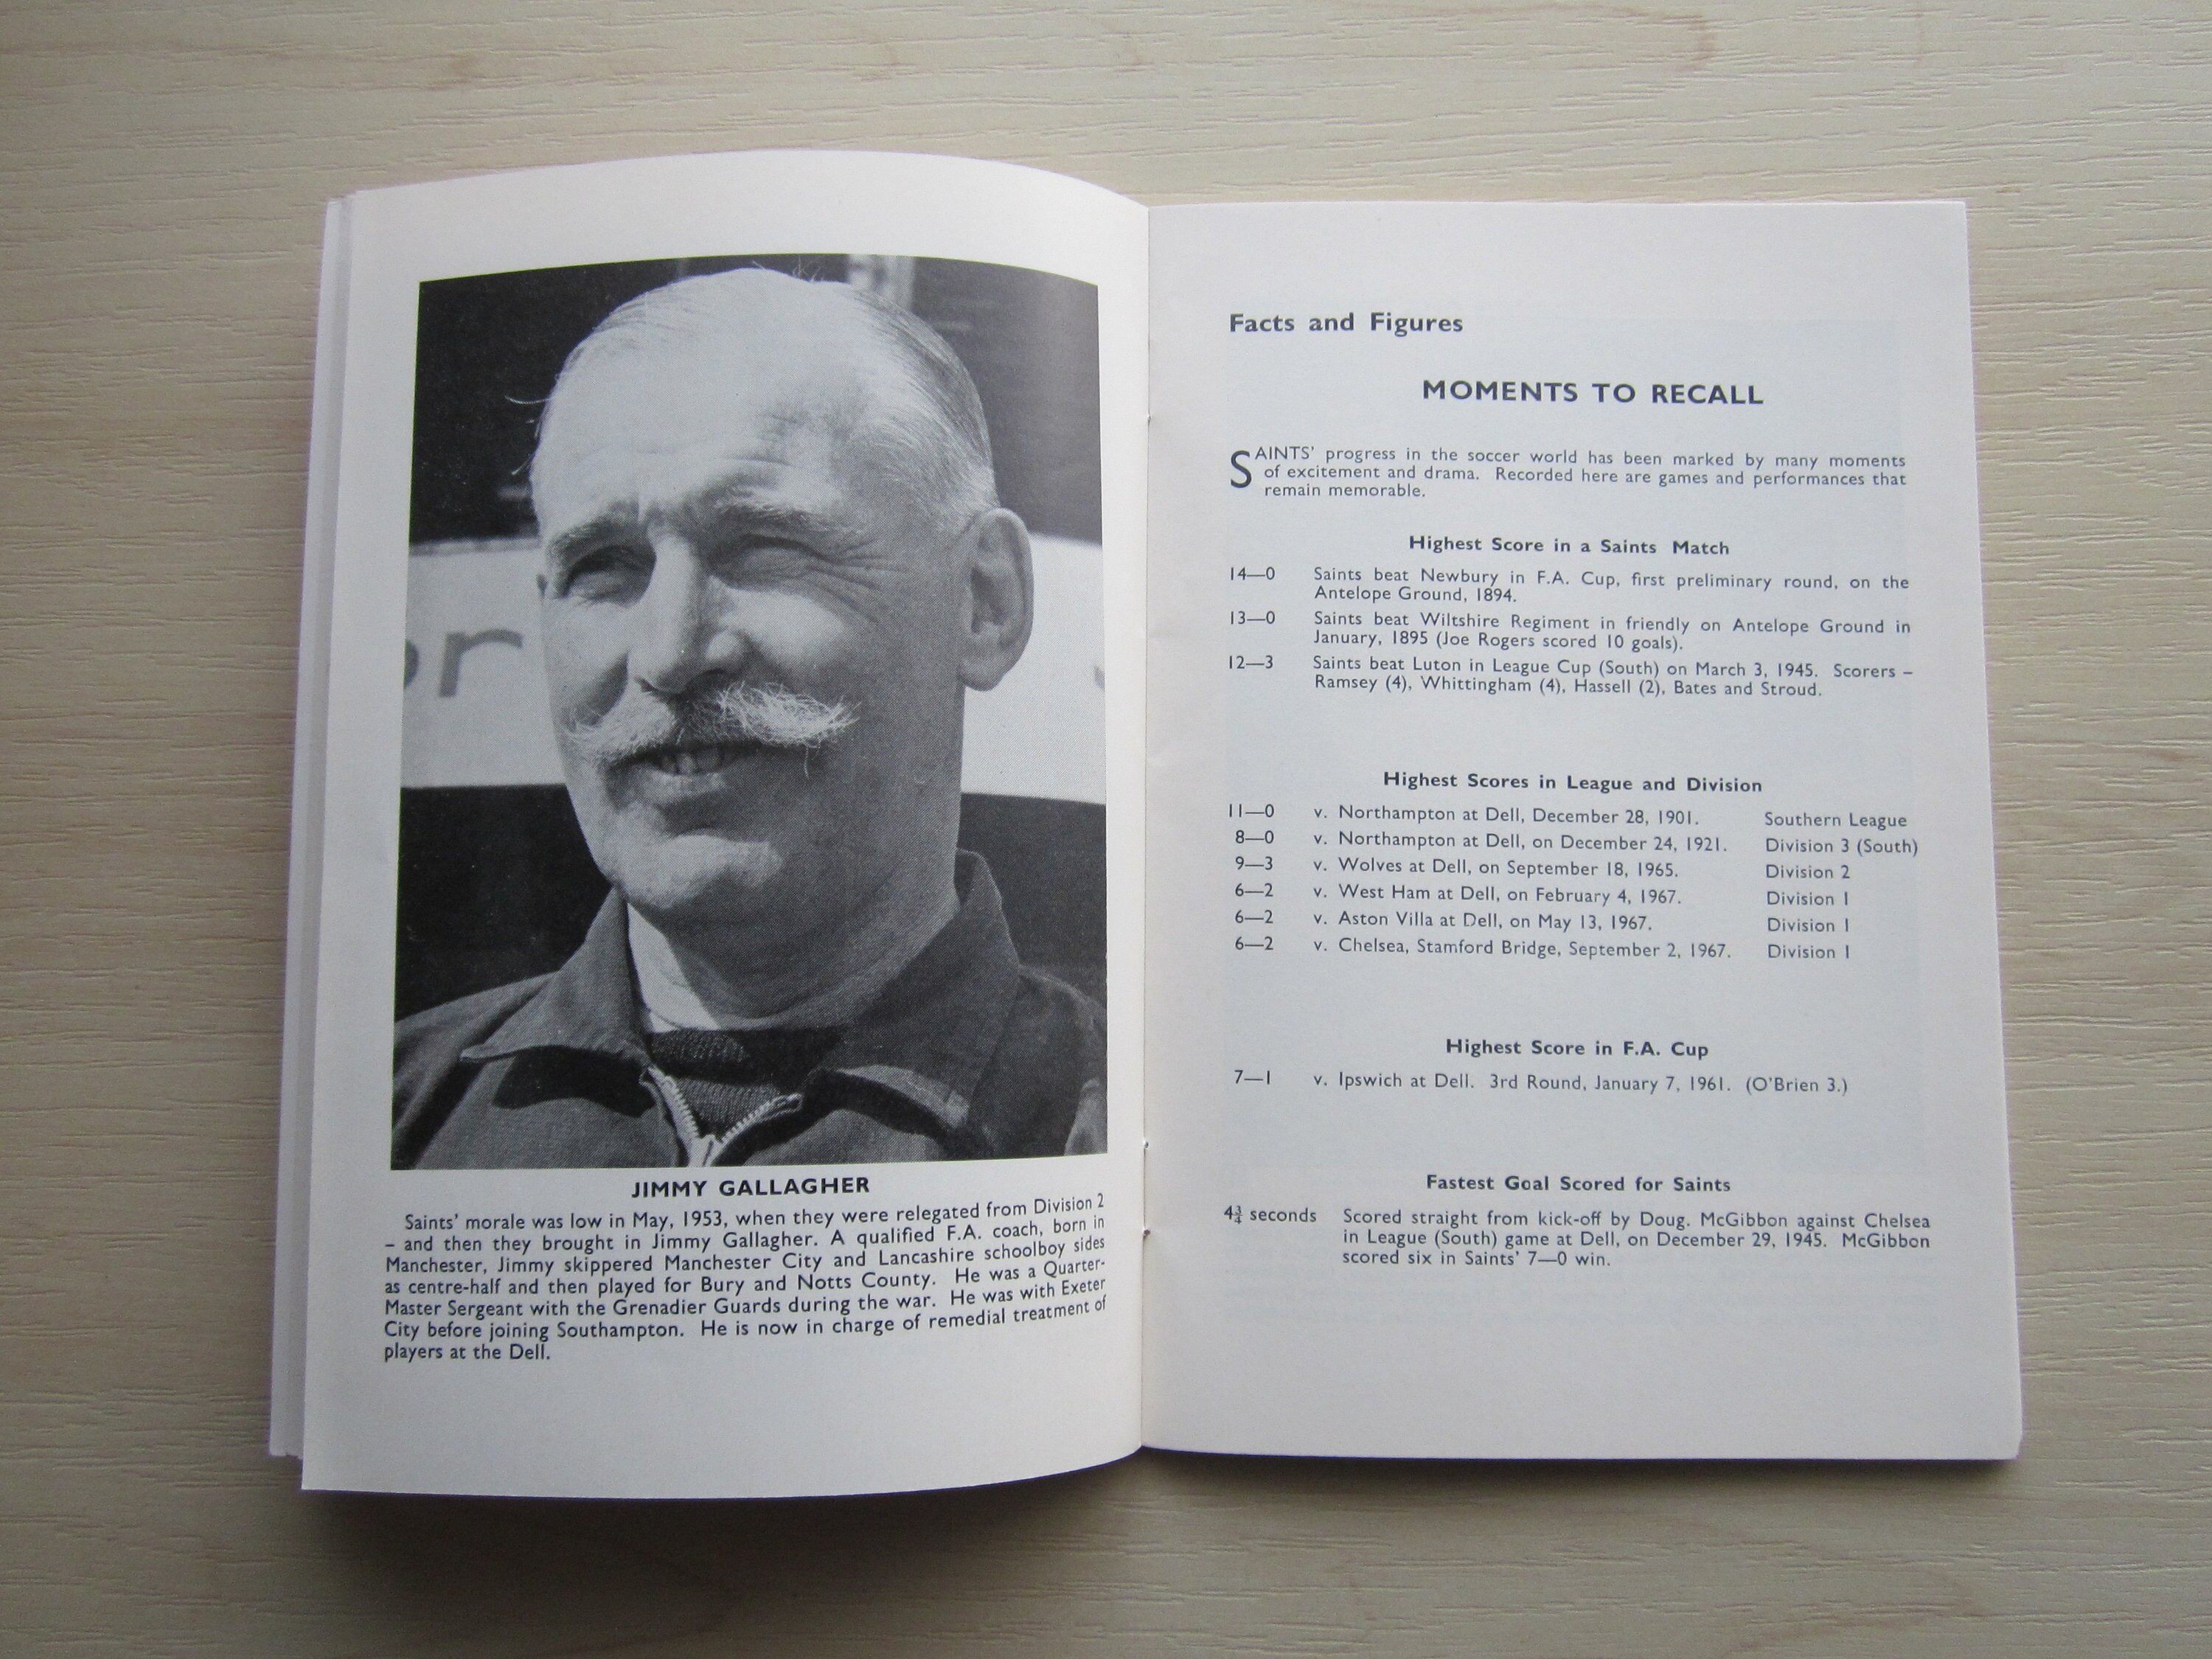 or
JIMMY GALLAGHER
Saints' morale was low in May, 1953, when they were relegated from Division 2
– and then they brought in Jimmy Gallagher. A qualified F.A. coach, born in
Manchester, Jimmy skippered Manchester City and Lancashire schoolboy sides
as centre-half and then played for Bury and Notts County. He was a Quarter-
Master Sergeant with the Grenadier Guards during the war. He was with Exeter
City before joining Southampton. He is now in charge of remedial treatment of
players at the Dell.
Facts and Figures
MOMENTS TO RECALL
SAINTS' progress in the soccer world has been marked by many moments
of excitement and drama. Recorded here are games and performances that
remain memorable.
Highest Score in a Saints Match
14—0 Saints beat Newbury in F.A. Cup, first preliminary round, on the
Antelope Ground, 1894.
13—0 Saints beat Wiltshire Regiment in friendly on Antelope Ground in
January, 1895 (Joe Rogers scored 10 goals).
12—3 Saints beat Luton in League Cup (South) on March 3, 1945. Scorers –
Ramsey (4), Whittingham (4), Hassell (2), Bates and Stroud.
Highest Scores in League and Division
11—0 v. Northampton at Dell, December 28, 1901. Southern League
8—0 v. Northampton at Dell, on December 24, 1921. Division 3 (South)
9—3 v. Wolves at Dell, on September 18, 1965. Division 2
6—2 v. West Ham at Dell, on February 4, 1967. Division 1
6—2 v. Aston Villa at Dell, on May 13, 1967. Division 1
6—2 v. Chelsea, Stamford Bridge, September 2, 1967. Division 1
Highest Score in F.A. Cup
7—1 v. Ipswich at Dell. 3rd Round, January 7, 1961. (O'Brien 3.)
Fastest Goal Scored for Saints
4¾ seconds Scored straight from kick-off by Doug. McGibbon against Chelsea
in League (South) game at Dell, on December 29, 1945. McGibbon
scored six in Saints' 7—0 win.